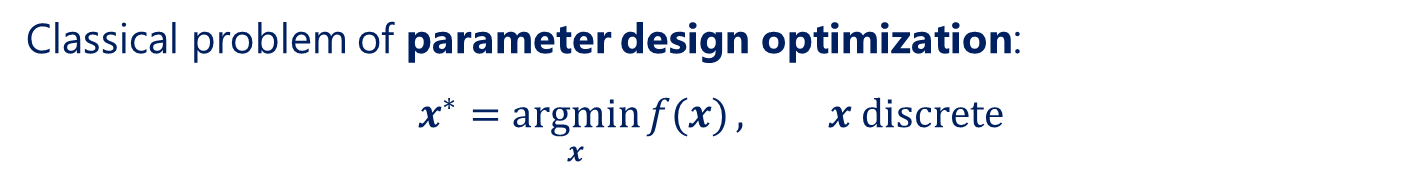 Classical problem of parameter design optimization:
x* = argmin f(x),  x discrete
x